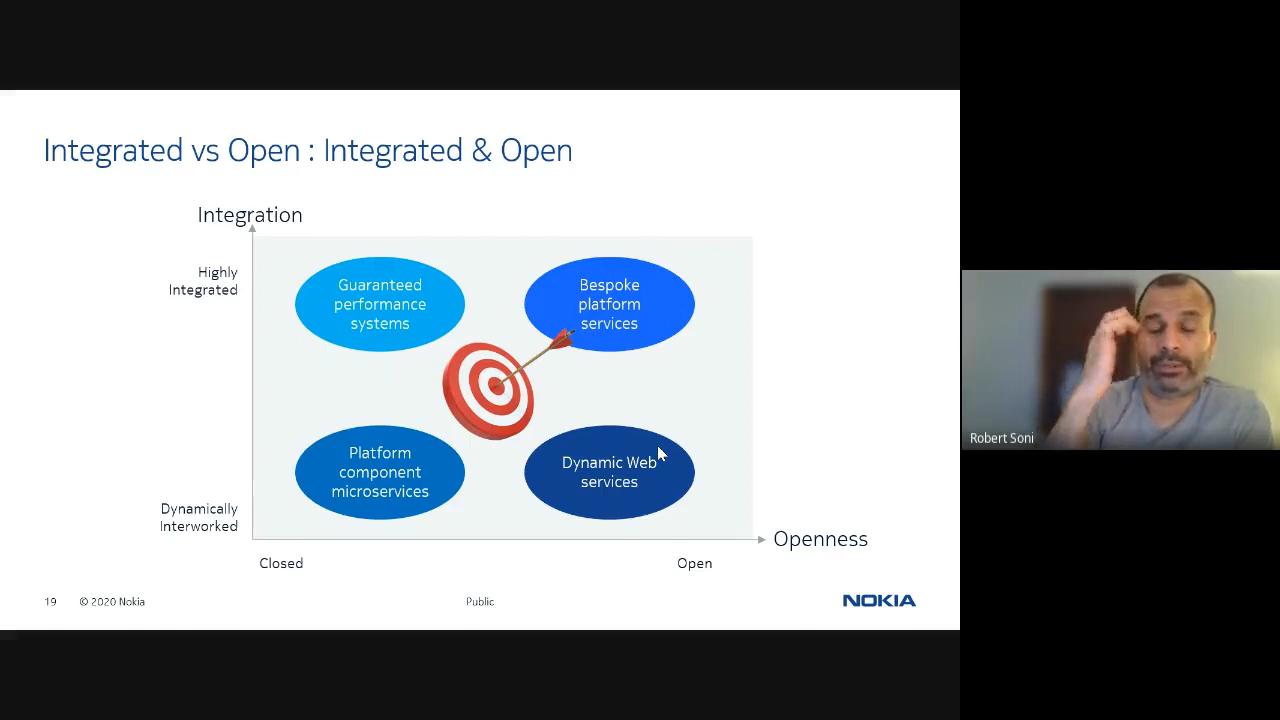 Integrated vs Open : Integrated & Open
Integration
Highly
Integrated
Guaranteed
performance
systems
Bespoke
platform
services
Platform
component
microservices
Dynamic Web
services
Dynamically
Interworked
Closed
Open
Openness
19
© 2020 Nokia
Public
NOKIA
Robert Soni